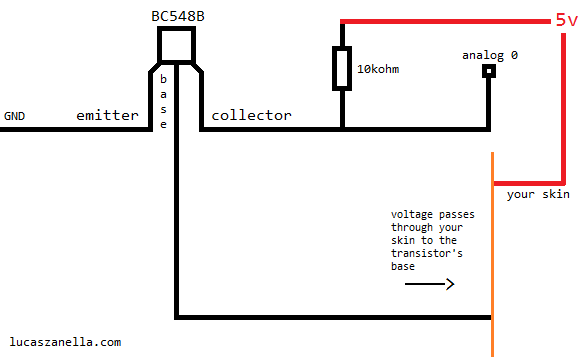 BC548B
5v
analog 0
10kohm
base
GND
emitter
collector
your skin
voltage passes
through your
skin to the
transistor's
base
lucaszanella.com